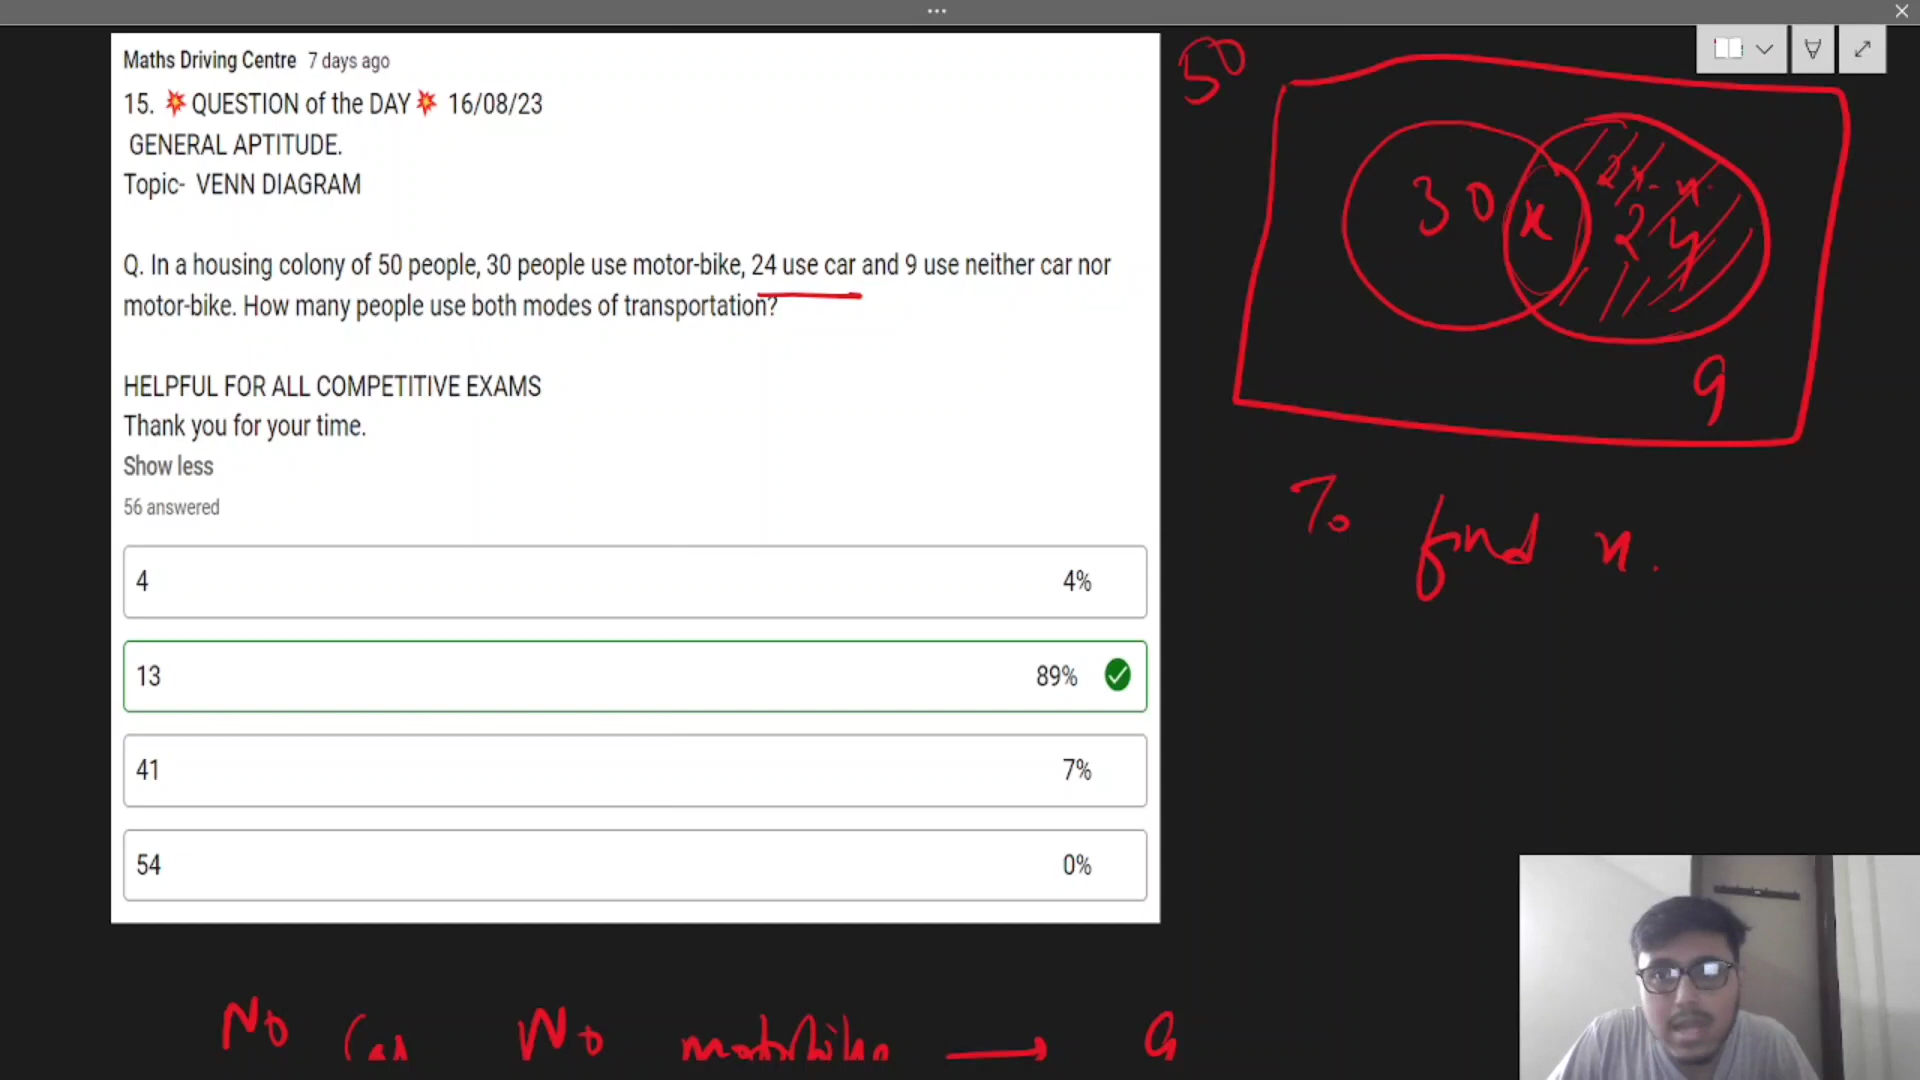 Maths Driving Centre 7 days ago
15. 💥QUESTION of the DAY💥 16/08/23
GENERAL APTITUDE.
Topic- VENN DIAGRAM
Q. In a housing colony of 50 people, 30 people use motor-bike, 24 use car and 9 use neither car nor
motor-bike. How many people use both modes of transportation?
HELPFUL FOR ALL COMPETITIVE EXAMS
Thank you for your time.
Show less
56 answered
4 4%
13 89%
41 7%
54 0%
50
30 x
24
9
To find x.
No Car No motorbike → 9